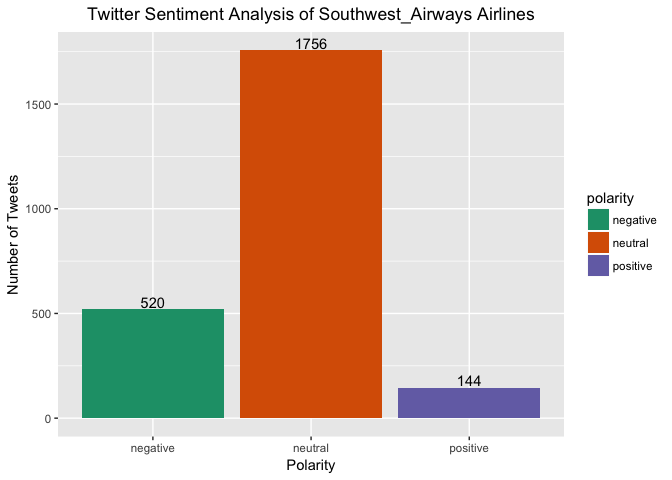 Twitter Sentiment Analysis of Southwest_Airways Airlines
1756
1500
1000
500
0
520
144
Number of Tweets
negative
neutral
positive
Polarity
polarity
negative
neutral
positive